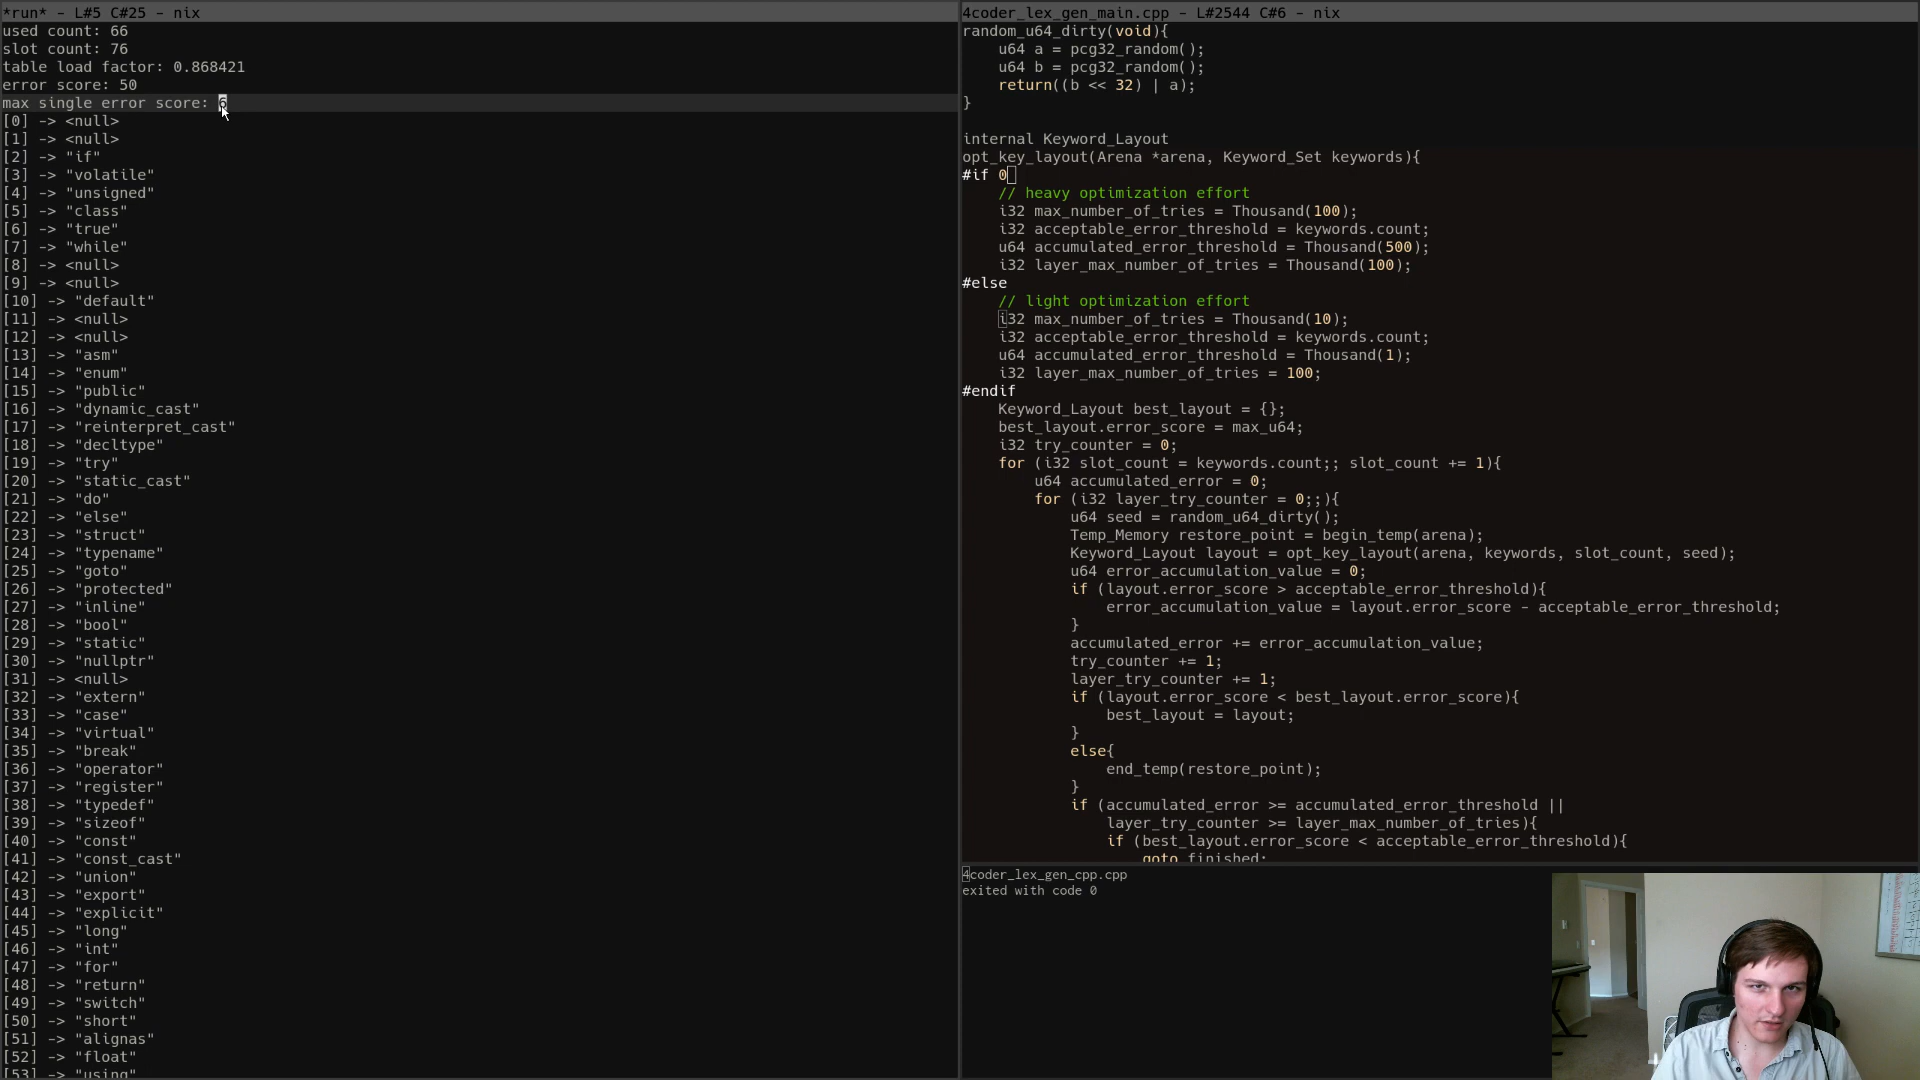 *run* - L#5 C#25 - nix
used count: 66
slot count: 76
table load factor: 0.868421
error score: 50
max single error score: 6
[0] -> <null>
[1] -> <null>
[2] -> "if"
[3] -> "volatile"
[4] -> "unsigned"
[5] -> "class"
[6] -> "true"
[7] -> "while"
[8] -> <null>
[9] -> <null>
[10] -> "default"
[11] -> <null>
[12] -> <null>
[13] -> "asm"
[14] -> "enum"
[15] -> "public"
[16] -> "dynamic_cast"
[17] -> "reinterpret_cast"
[18] -> "decltype"
[19] -> "try"
[20] -> "static_cast"
[21] -> "do"
[22] -> "else"
[23] -> "struct"
[24] -> "typename"
[25] -> "goto"
[26] -> "protected"
[27] -> "inline"
[28] -> "bool"
[29] -> "static"
[30] -> "nullptr"
[31] -> <null>
[32] -> "extern"
[33] -> "case"
[34] -> "virtual"
[35] -> "break"
[36] -> "operator"
[37] -> "register"
[38] -> "typedef"
[39] -> "sizeof"
[40] -> "const"
[41] -> "const_cast"
[42] -> "union"
[43] -> "export"
[44] -> "explicit"
[45] -> "long"
[46] -> "int"
[47] -> "for"
[48] -> "return"
[49] -> "switch"
[50] -> "short"
[51] -> "alignas"
[52] -> "float"
[53] -> "using"
4coder_lex_gen_main.cpp - L#2544 C#6 - nix
random_u64_dirty(void){
    u64 a = pcg32_random();
    u64 b = pcg32_random();
    return((b << 32) | a);
}
internal Keyword_Layout
opt_key_layout(Arena *arena, Keyword_Set keywords){
#if 0
    // heavy optimization effort
    i32 max_number_of_tries = Thousand(100);
    i32 acceptable_error_threshold = keywords.count;
    u64 accumulated_error_threshold = Thousand(500);
    i32 layer_max_number_of_tries = Thousand(100);
#else
    // light optimization effort
    i32 max_number_of_tries = Thousand(10);
    i32 acceptable_error_threshold = keywords.count;
    u64 accumulated_error_threshold = Thousand(1);
    i32 layer_max_number_of_tries = 100;
#endif
    Keyword_Layout best_layout = {};
    best_layout.error_score = max_u64;
    i32 try_counter = 0;
    for (i32 slot_count = keywords.count;; slot_count += 1){
        u64 accumulated_error = 0;
        for (i32 layer_try_counter = 0;;){
            u64 seed = random_u64_dirty();
            Temp_Memory restore_point = begin_temp(arena);
            Keyword_Layout layout = opt_key_layout(arena, keywords, slot_count, seed);
            u64 error_accumulation_value = 0;
            if (layout.error_score > acceptable_error_threshold){
                error_accumulation_value = layout.error_score - acceptable_error_threshold;
            }
            accumulated_error += error_accumulation_value;
            try_counter += 1;
            layer_try_counter += 1;
            if (layout.error_score < best_layout.error_score){
                best_layout = layout;
            }
            else{
                end_temp(restore_point);
            }
            if (accumulated_error >= accumulated_error_threshold ||
                layer_try_counter >= layer_max_number_of_tries){
                if (best_layout.error_score < acceptable_error_threshold){
                    goto finished;
4coder_lex_gen_cpp.cpp
exited with code 0